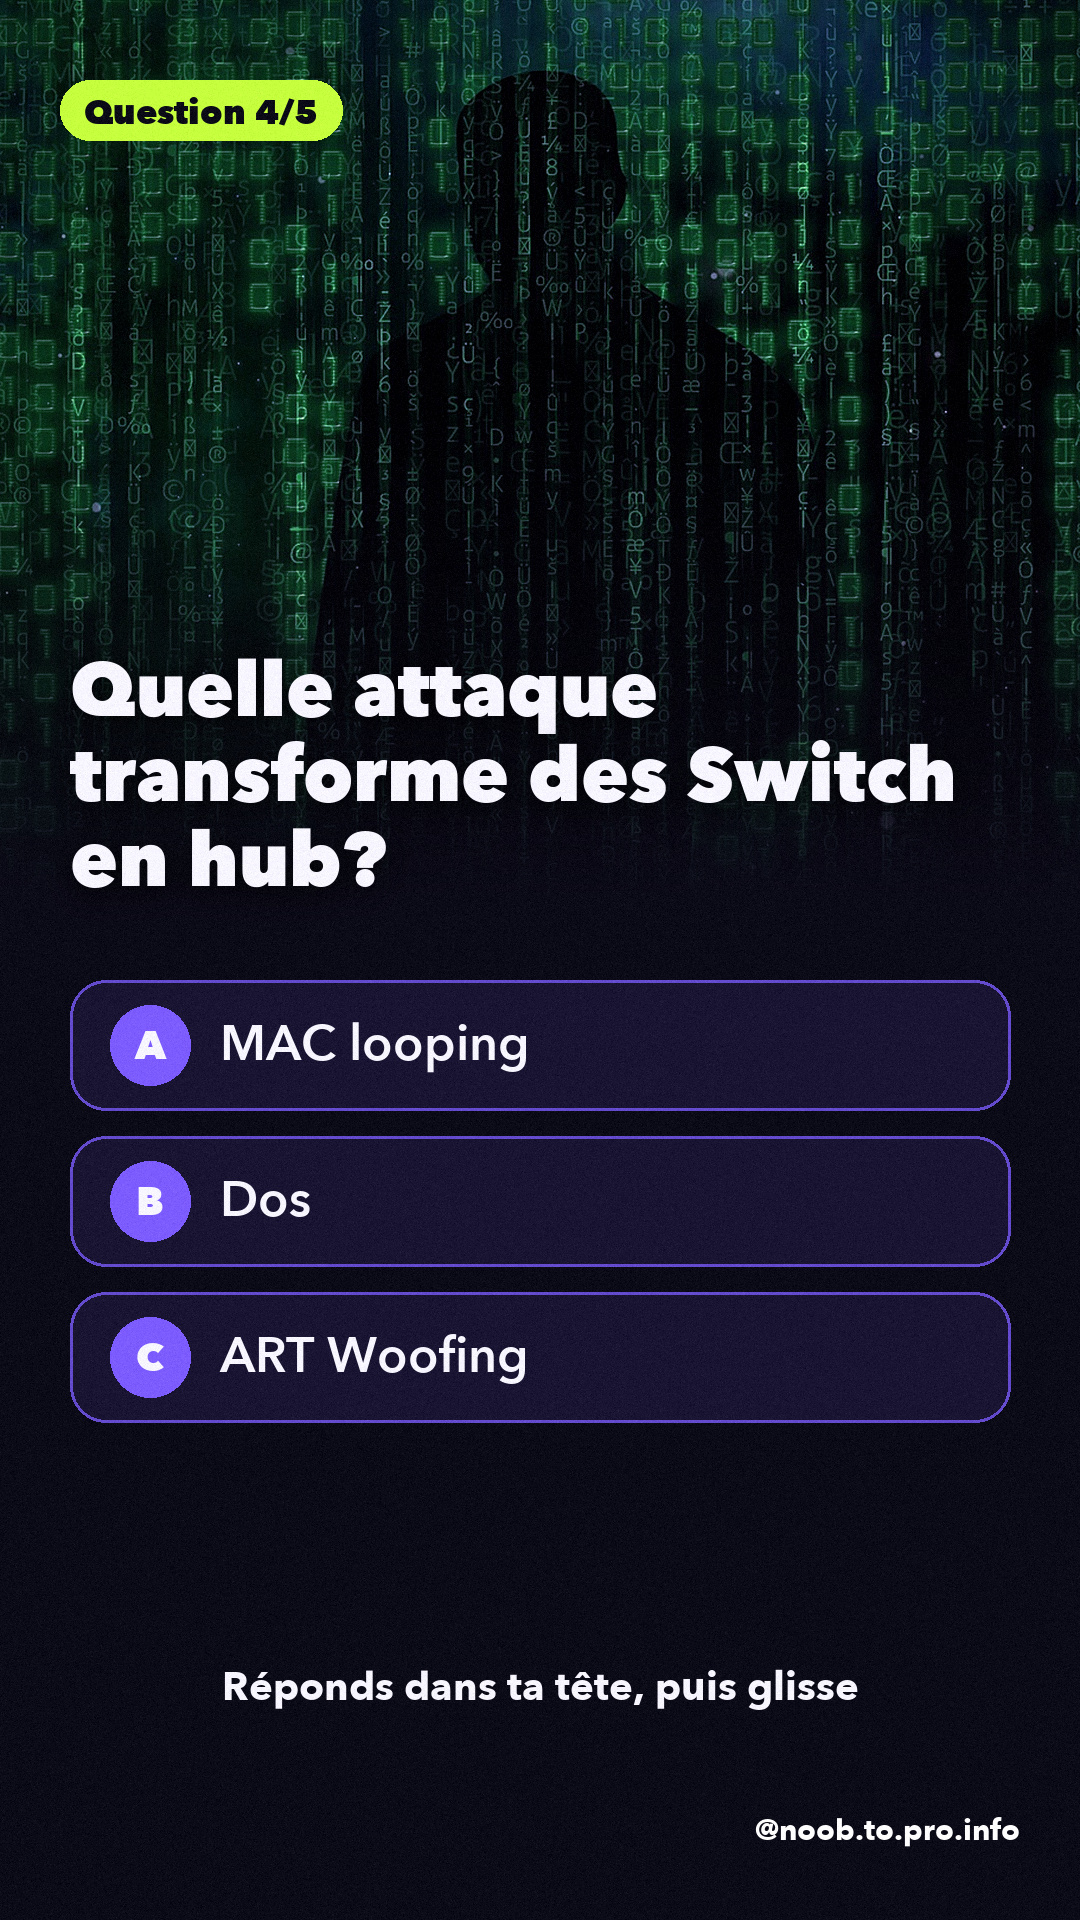 Question 4/5
Quelle attaque
transforme des Switch
en hub?
A MAC looping
B Dos
C ART Woofing
Réponds dans ta tête, puis glisse
@noob.to.pro.info